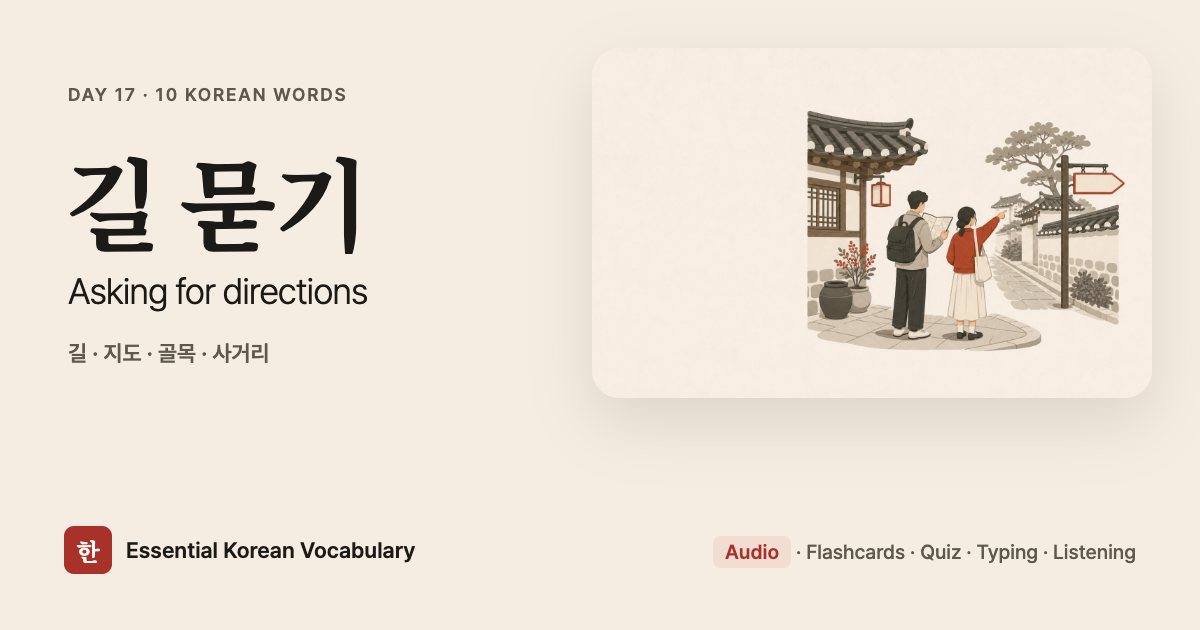 DAY 17 · 10 KOREAN WORDS
길 묻기
Asking for directions
길 · 지도 · 골목 · 사거리
한 Essential Korean Vocabulary
Audio · Flashcards · Quiz · Typing · Listening